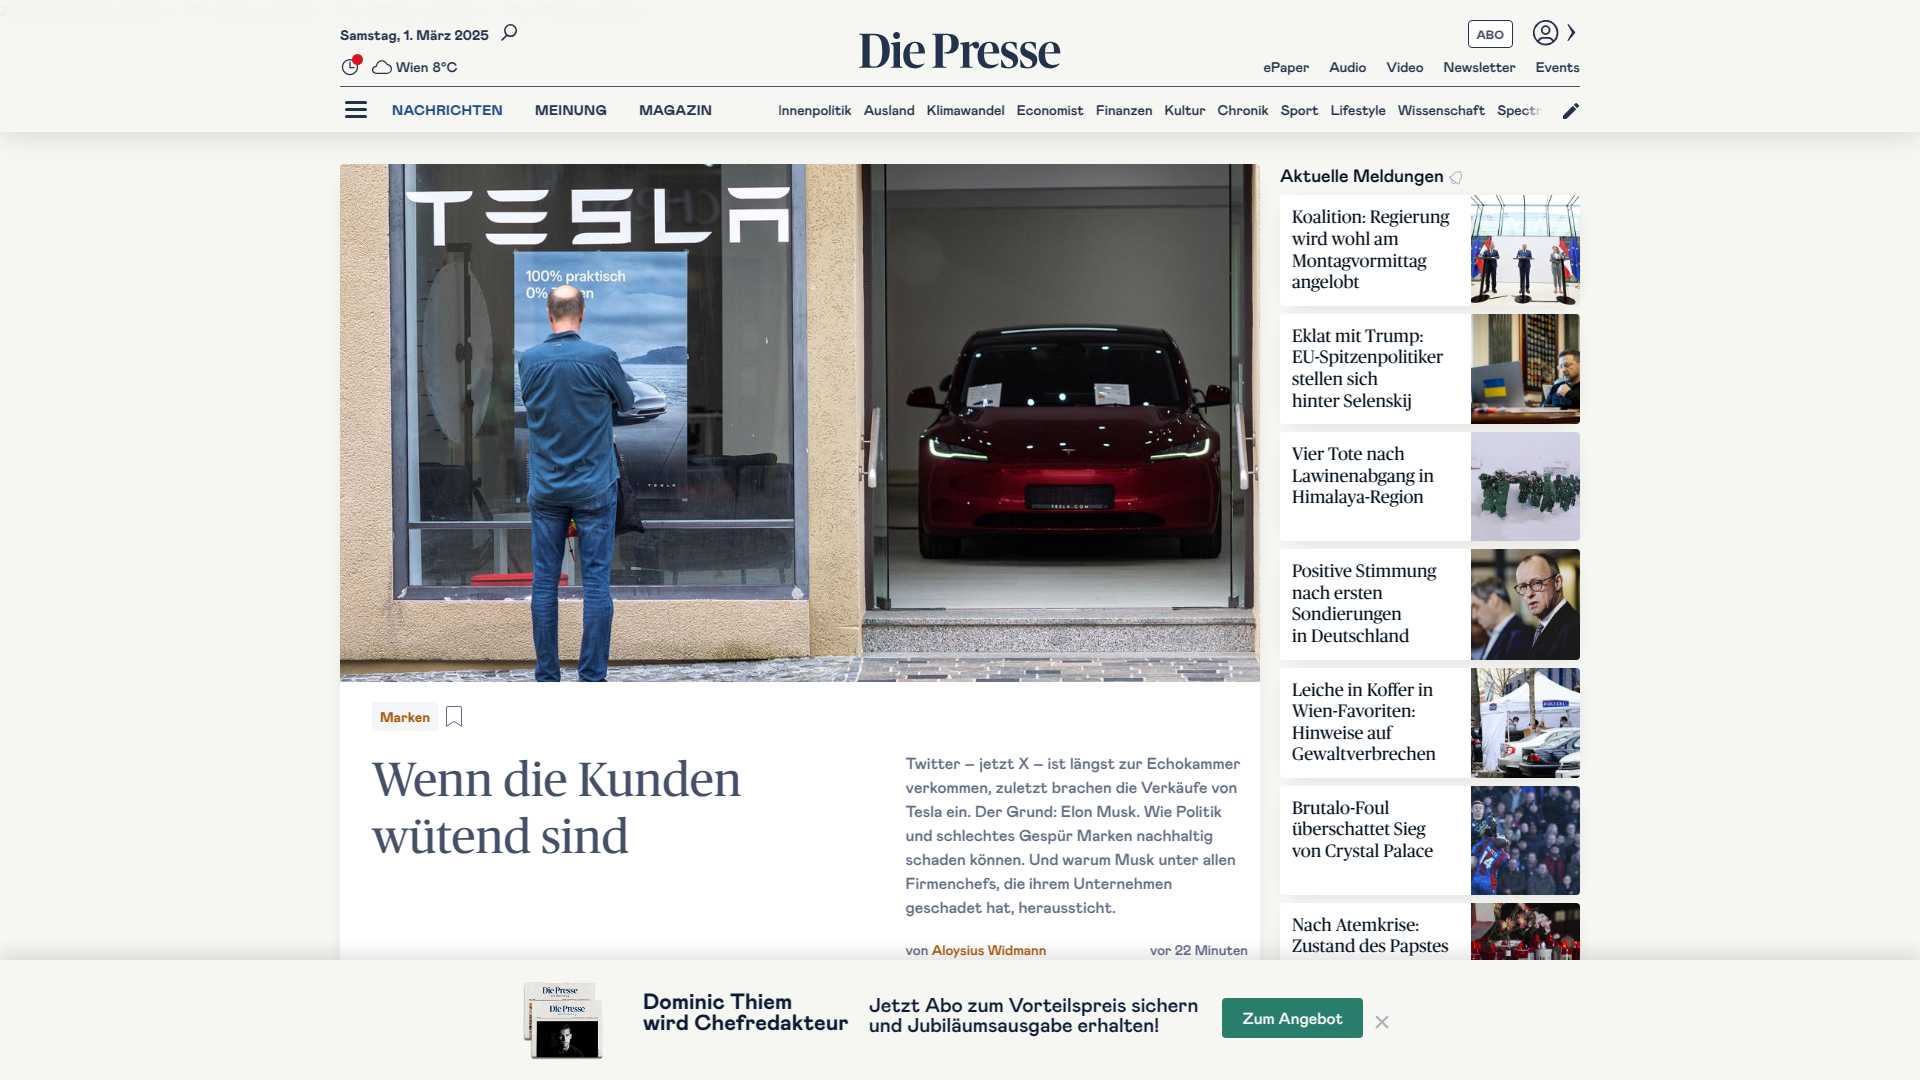 Samstag, 1. März 2025
Die Presse
ABO
Wien 8°C
ePaper Audio Video Newsletter Events
NACHRICHTEN MEINUNG MAGAZIN
Innenpolitik Ausland Klimawandel Economist Finanzen Kultur Chronik Sport Lifestyle Wissenschaft Spectr
TESLA
100% praktisch
0%
TESLA
TESLA.COM
Marken
Wenn die Kunden
wütend sind
Twitter – jetzt X – ist längst zur Echokammer
verkommen, zuletzt brachen die Verkäufe von
Tesla ein. Der Grund: Elon Musk. Wie Politik
und schlechtes Gespür Marken nachhaltig
schaden können. Und warum Musk unter allen
Firmenchefs, die ihrem Unternehmen
geschadet hat, heraussticht.
von Aloysius Widmann
vor 22 Minuten
Aktuelle Meldungen
Koalition: Regierung
wird wohl am
Montagvormittag
angelobt
Eklat mit Trump:
EU-Spitzenpolitiker
stellen sich
hinter Selenskij
Vier Tote nach
Lawinenabgang in
Himalaya-Region
Positive Stimmung
nach ersten
Sondierungen
in Deutschland
Leiche in Koffer in
Wien-Favoriten:
Hinweise auf
Gewaltverbrechen
POLIZEI
Brutalo-Foul
überschattet Sieg
von Crystal Palace
14
Nach Atemkrise:
Zustand des Papstes
Die Presse
Die Presse
Dominic Thiem
wird Chefredakteur
Jetzt Abo zum Vorteilspreis sichern
und Jubiläumsausgabe erhalten!
Zum Angebot